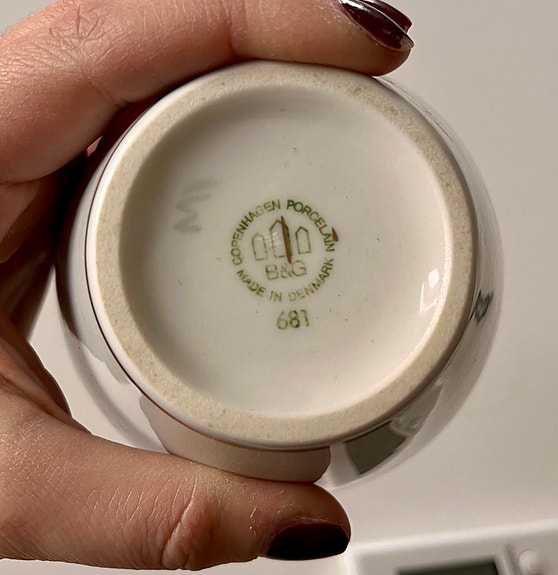 COPENHAGEN PORCELAIN
B&G
MADE IN DENMARK
681